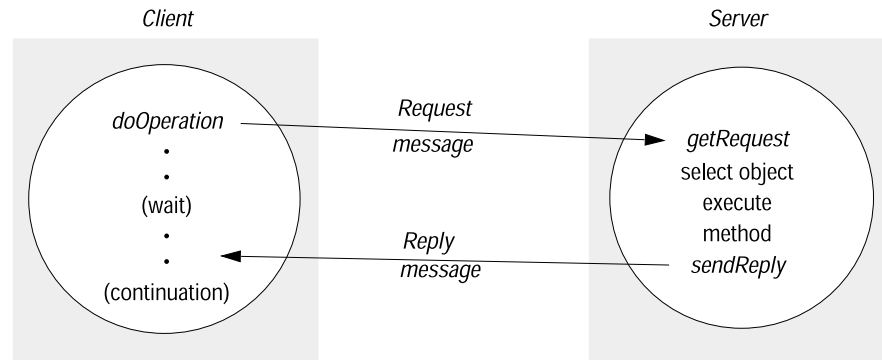 Client
Server
doOperation
(wait)
(continuation)
Request
message
Reply
message
getRequest
select object
execute
method
sendReply